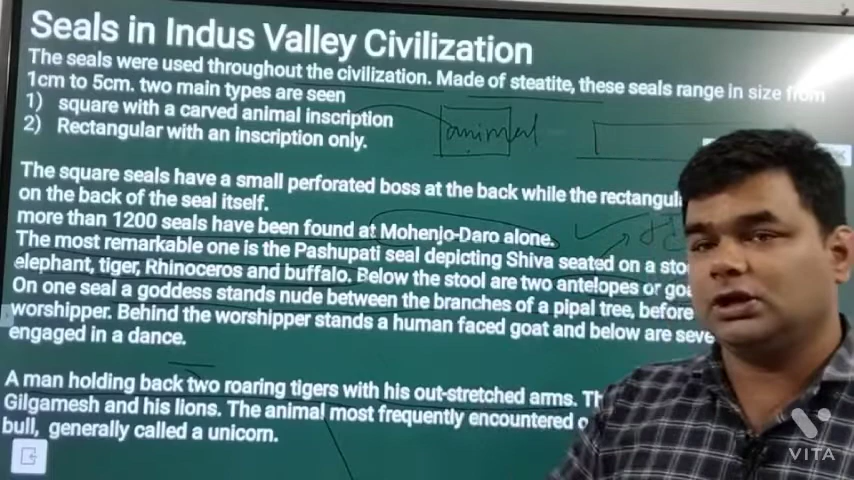 Seals in Indus Valley Civilization
The seals were used throughout the civilization. Made of steatite, these seals range in size from
1cm to 5cm. two main types are seen
1) square with a carved animal inscription
2) Rectangular with an inscription only.
animal
The square seals have a small perforated boss at the back while the
on the back of the seal itself.
more than 1200 seals have been found at Mohenjo-Daro alone.
The most remarkable one is the Pashupati seal depicting Shiva seated on a
elephant, tiger, Rhinoceros and buffalo. Below the stool are two antelopes or
On one seal a goddess stands nude between the branches of a pipal tree, before
worshipper. Behind the worshipper stands a human faced goat and below are
engaged in a dance.
A man holding back two roaring tigers with his out-stretched arms.
Gilgamesh and his lions. The animal most frequently encountered
bull, generally called a unicorn.
VITA